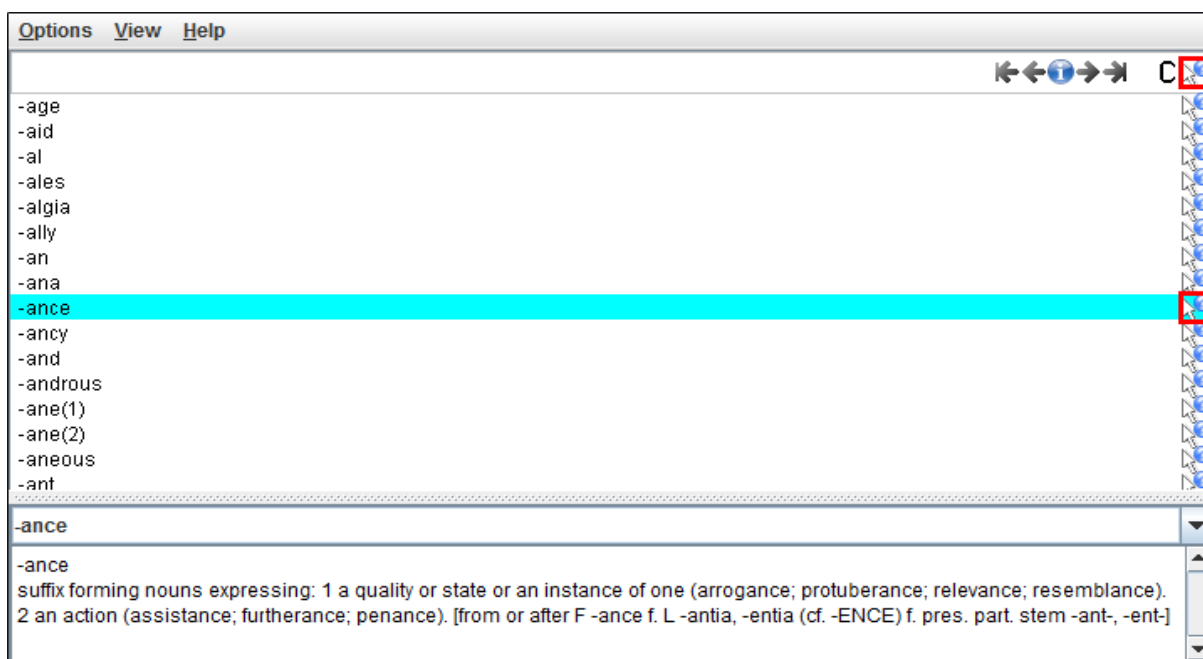 Options View Help
C
-age
-aid
-al
-ales
-algia
-ally
-an
-ana
-ance
-ancy
-and
-androus
-ane(1)
-ane(2)
-aneous
-ant
-ance
-ance
suffix forming nouns expressing: 1 a quality or state or an instance of one (arrogance; protuberance; relevance; resemblance).
2 an action (assistance; furtherance; penance). [from or after F -ance f. L -antia, -entia (cf. -ENCE) f. pres. part. stem -ant-, -ent-]